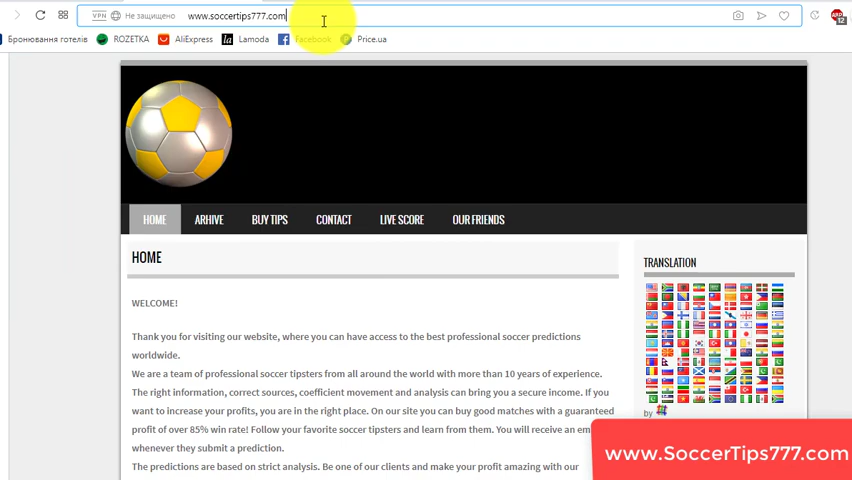 VPN Не защищено www.soccertips777.com
Бронювання готелів ROZETKA AliExpress la Lamoda Facebook Price.ua
ABP
12
HOME ARHIVE BUY TIPS CONTACT LIVE SCORE OUR FRIENDS
HOME
WELCOME!
Thank you for visiting our website, where you can have access to the best professional soccer predictions
worldwide.
We are a team of professional soccer tipsters from all around the world with more than 10 years of experience.
The right information, correct sources, coefficient movement and analysis can bring you a secure income. If you
want to increase your profits, you are in the right place. On our site you can buy good matches with a guaranteed
profit of over 85% win rate! Follow your favorite soccer tipsters and learn from them. You will receive an
whenever they submit a prediction.
The predictions are based on strict analysis. Be one of our clients and make your profit amazing with our
TRANSLATION
by
www.SoccerTips777.com